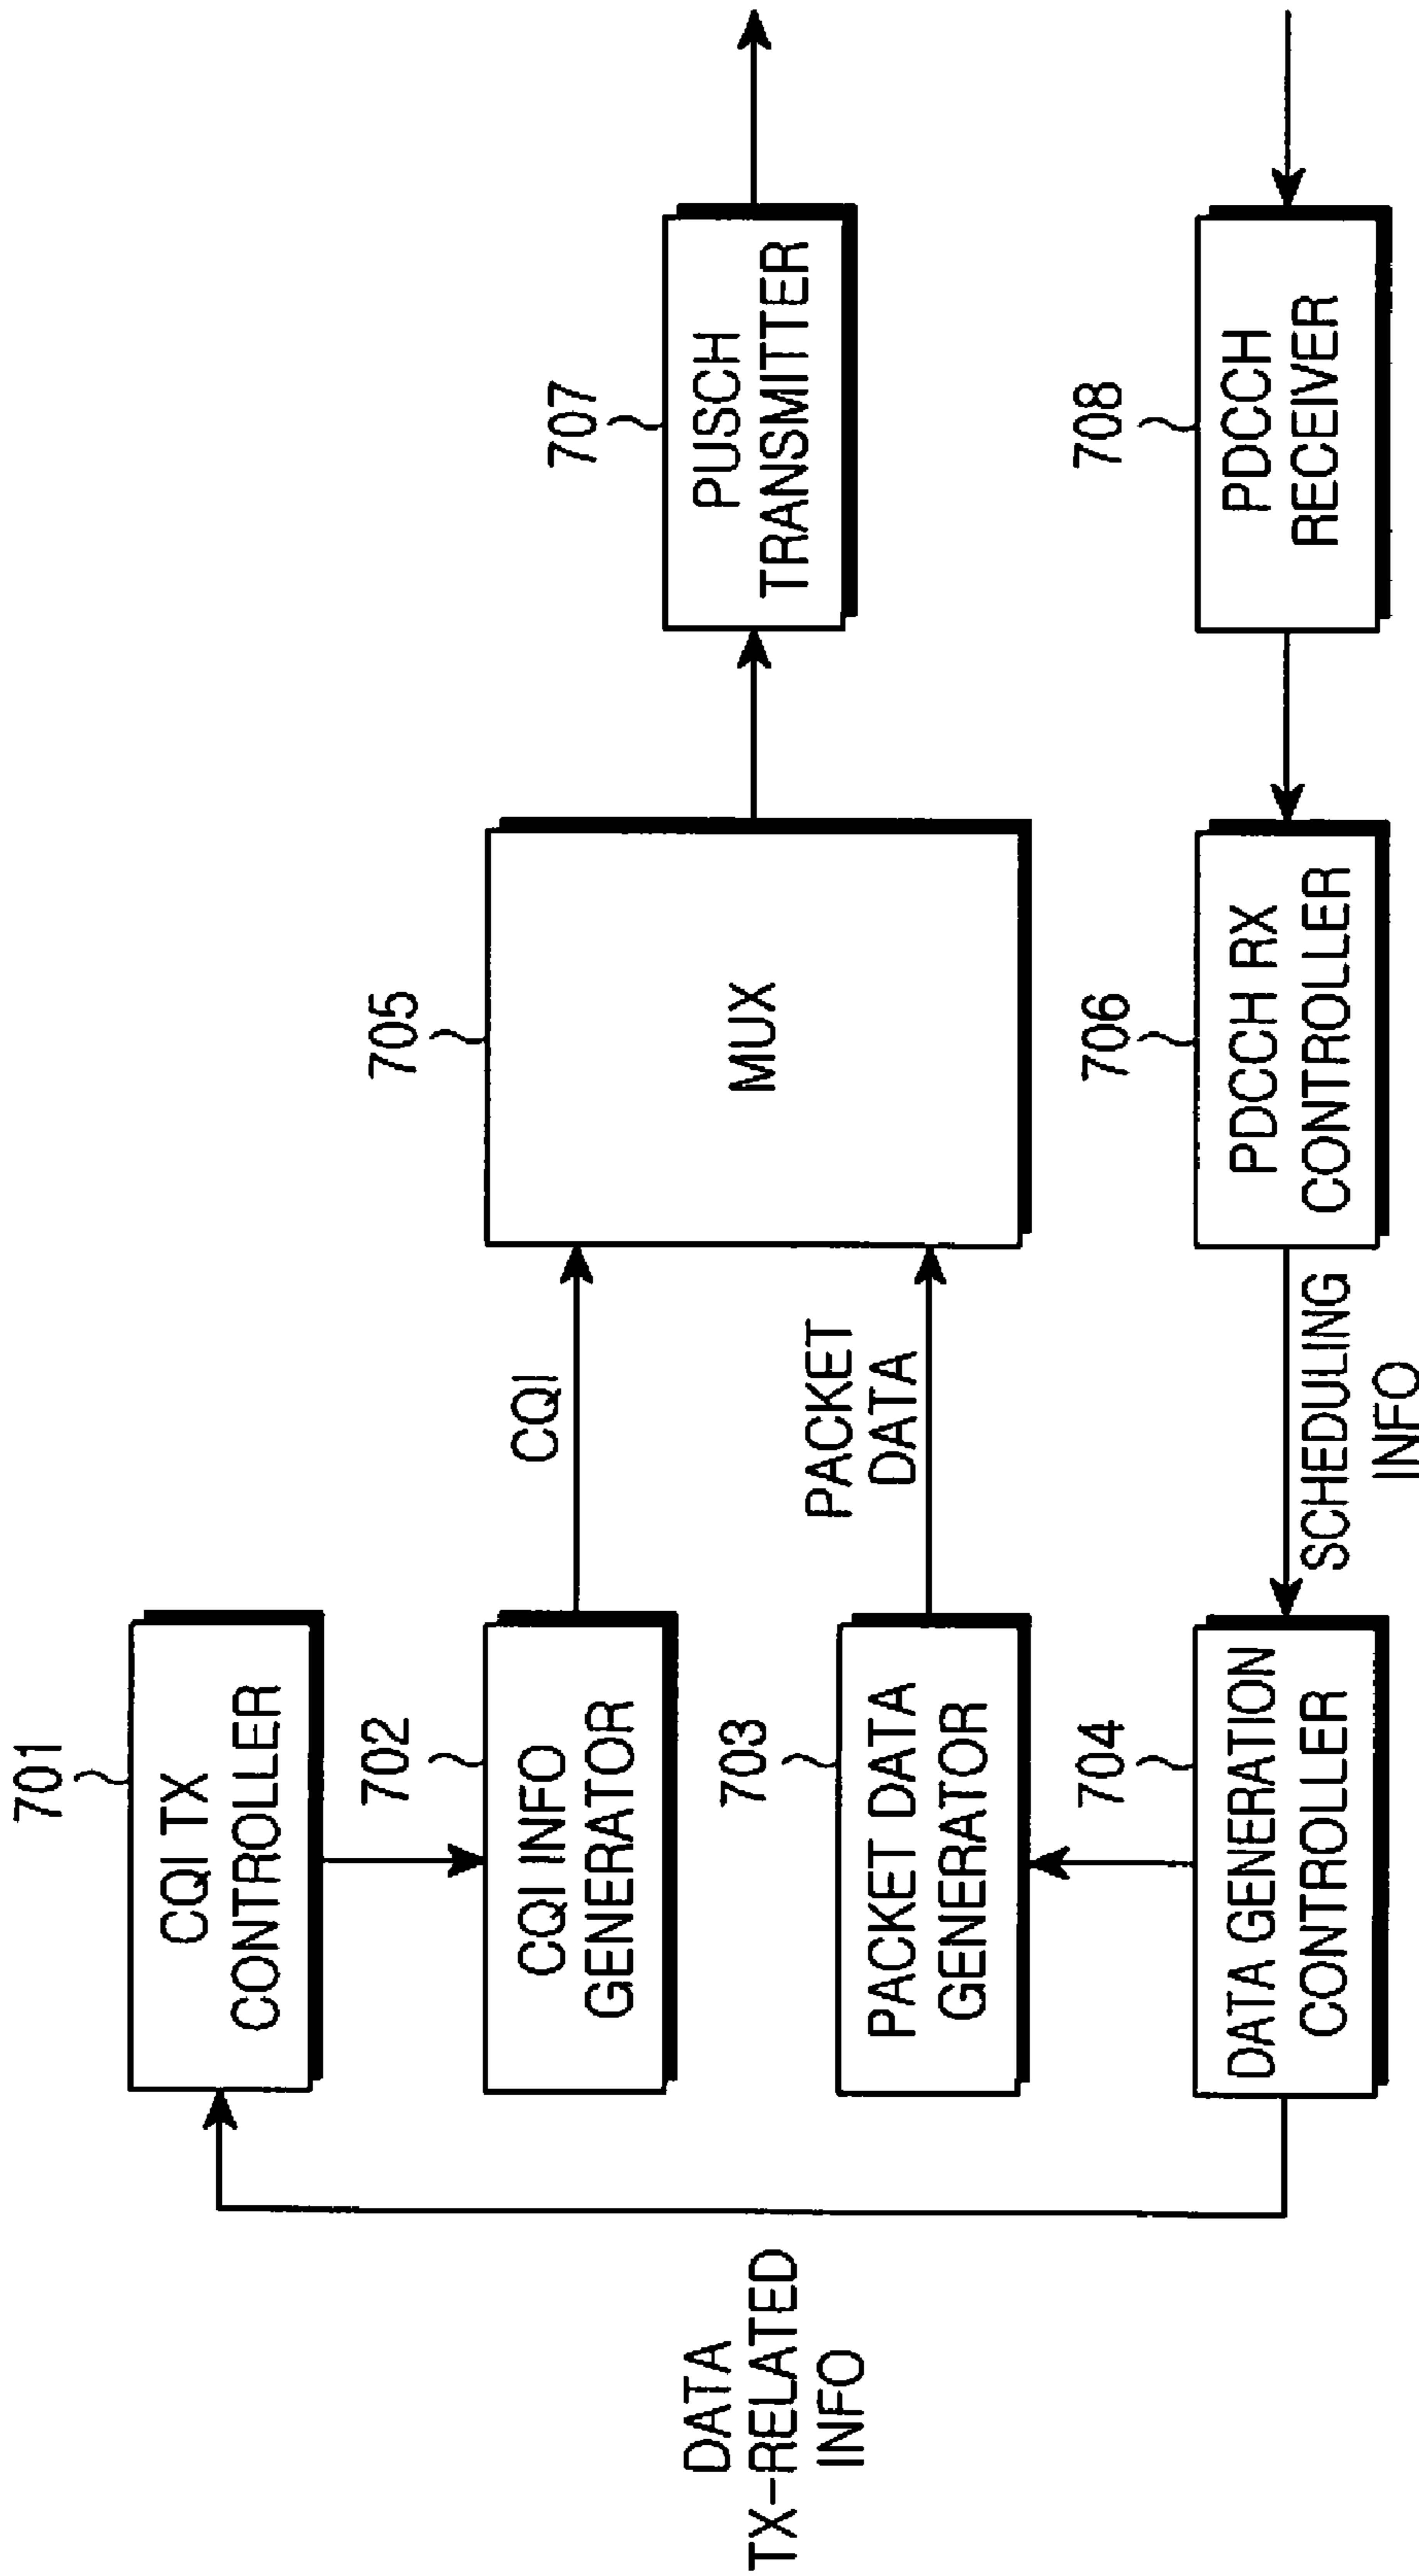 701
CQI TX
CONTROLLER
702
CQI INFO
GENERATOR
CQI
705
MUX
707
PUSCH
TRANSMITTER
DATA
TX-RELATED
INFO
703
PACKET DATA
GENERATOR
PACKET
DATA
704
DATA GENERATION
CONTROLLER
SCHEDULING
INFO
706
PDCCH RX
CONTROLLER
708
PDCCH
RECEIVER